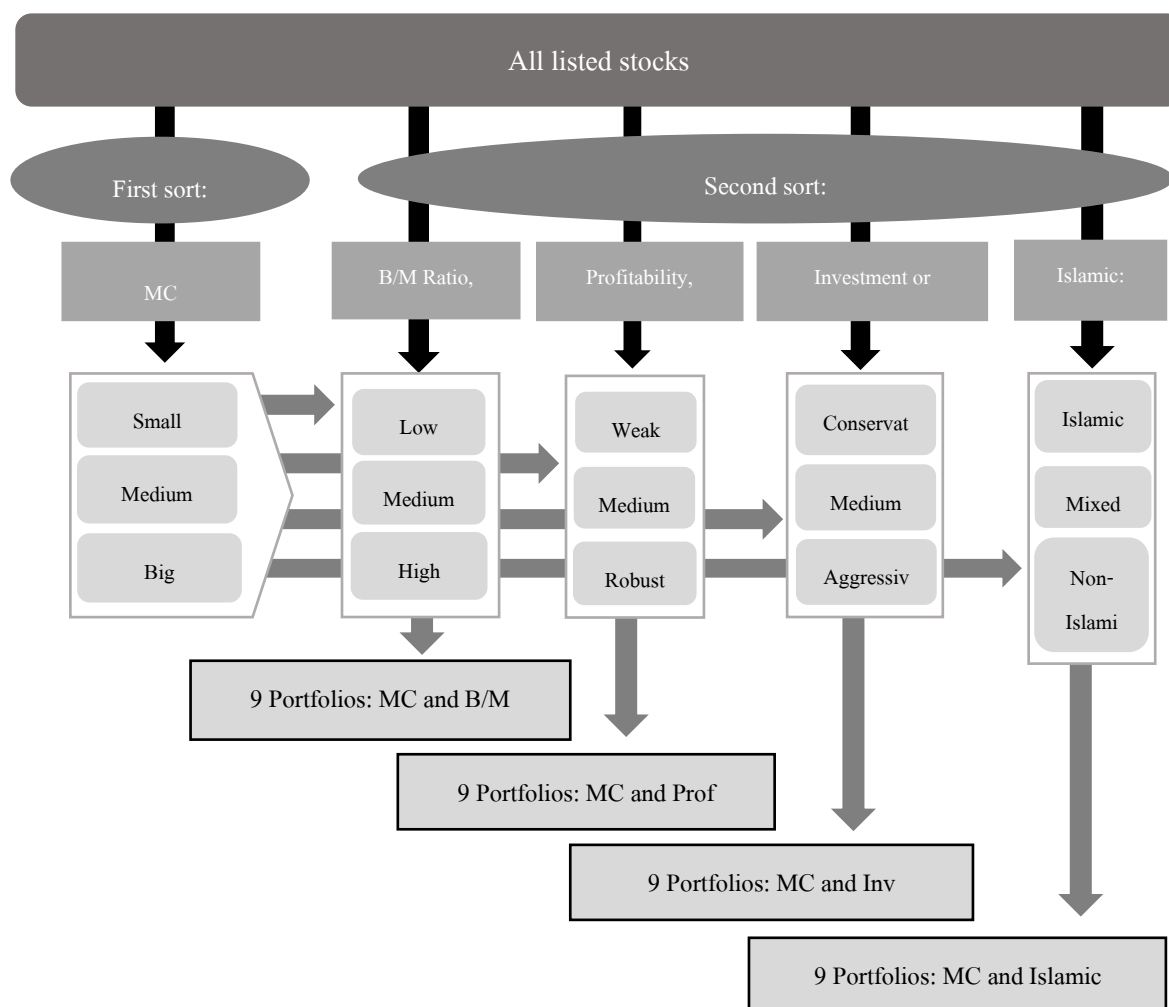 All listed stocks
First sort:
Second sort:
MC
B/M Ratio,
Profitability,
Investment or
Islamic:
Small
Medium
Big
Low
Medium
High
Weak
Medium
Robust
Conservat
Medium
Aggressiv
Islamic
Mixed
Non-
Islami
9 Portfolios: MC and B/M
9 Portfolios: MC and Prof
9 Portfolios: MC and Inv
9 Portfolios: MC and Islamic